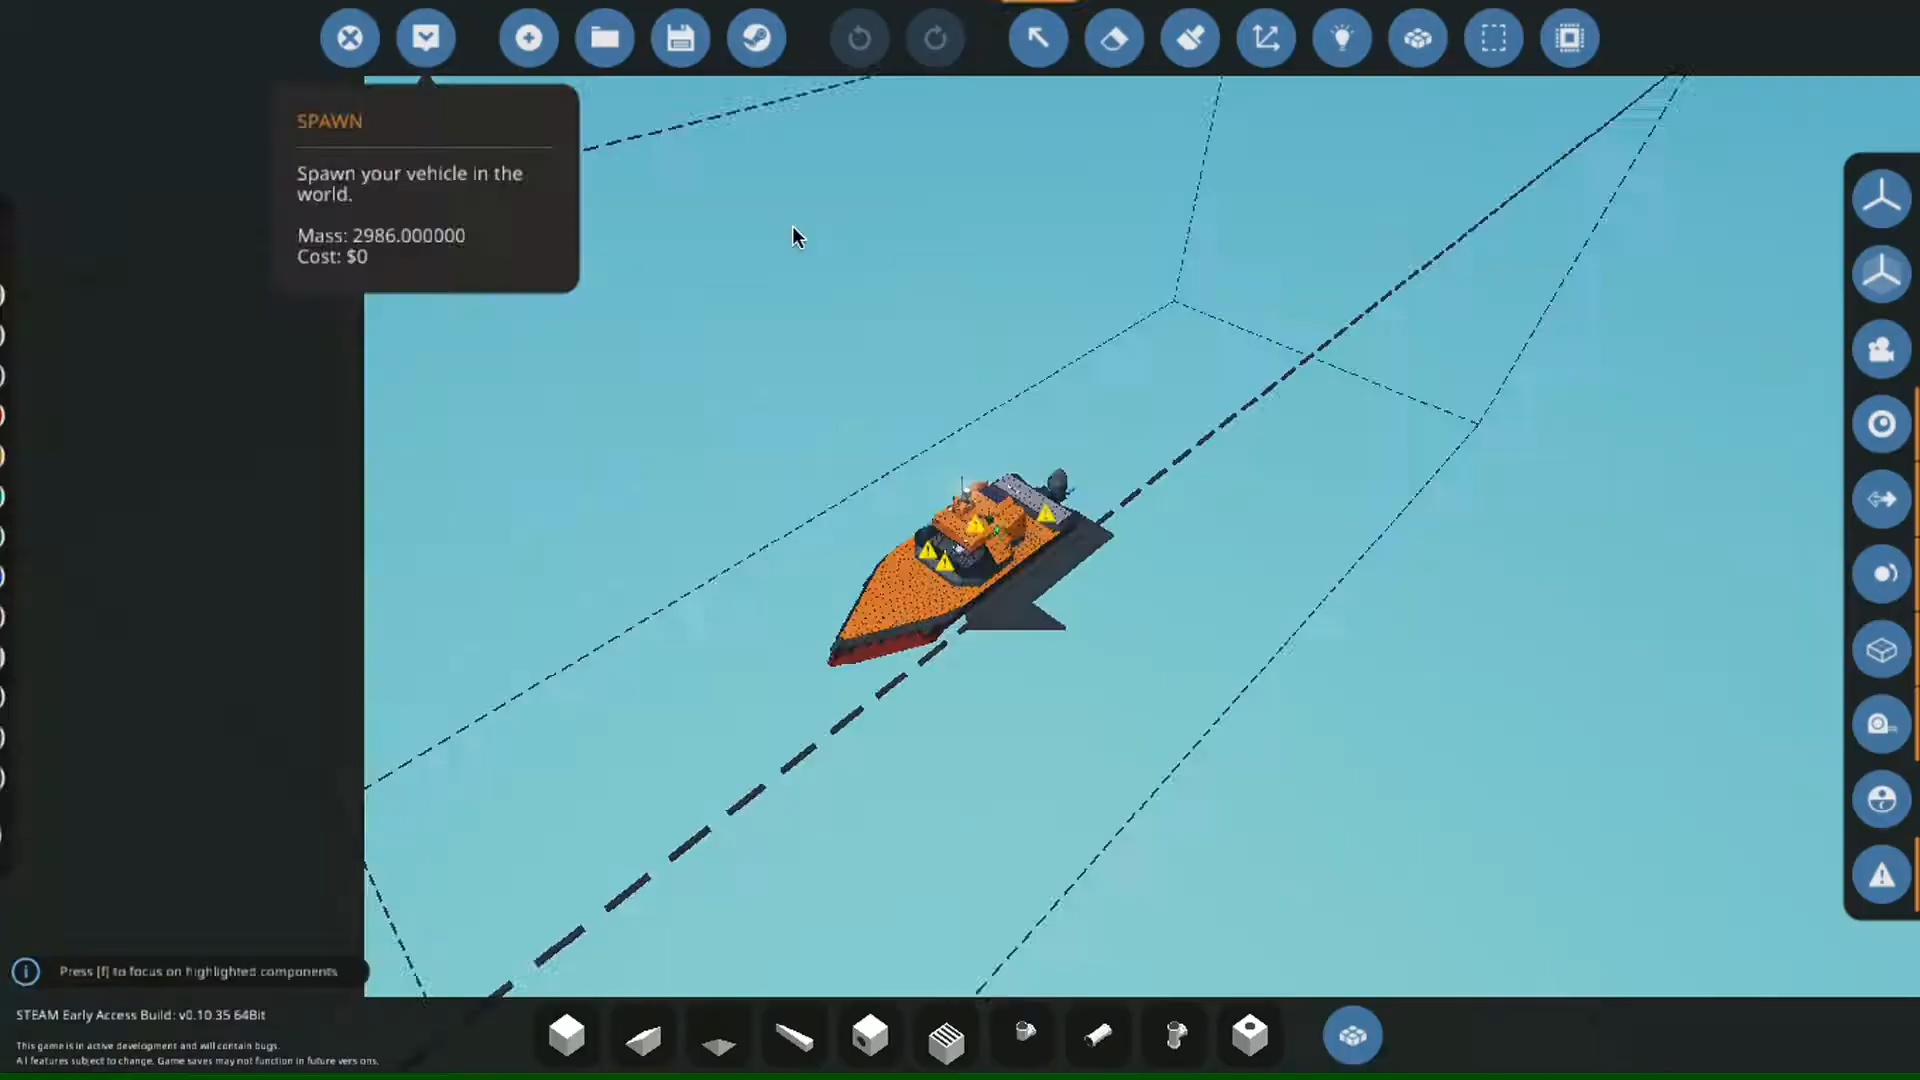 SPAWN
Spawn your vehicle in the
world.
Mass: 2986.000000
Cost: $0
Press [f] to focus on highlighted components
STEAM Early Access Build: v0.10.35 64Bit
This game is in active development and will contain bugs.
All features subject to change. Game saves may not function in future versions.